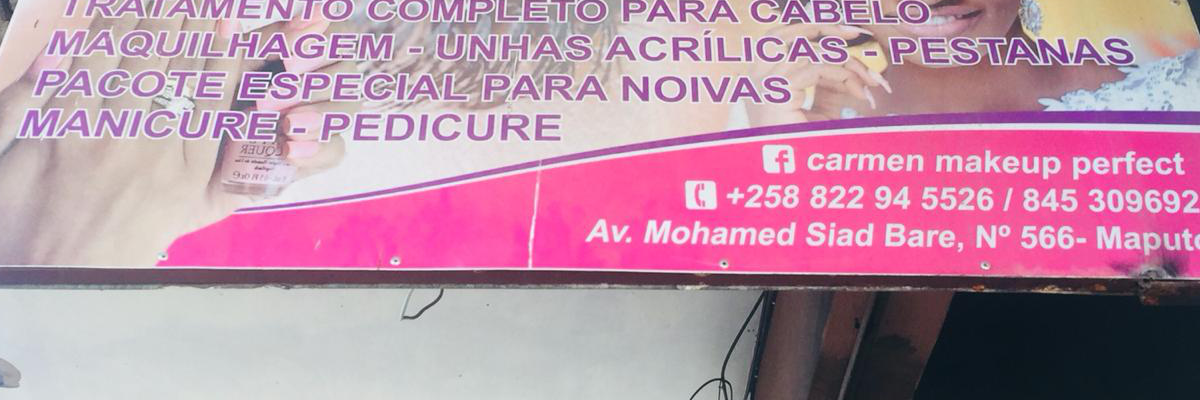 TRATAMENTO COMPLETO PARA CABELO
MAQUILHAGEM - UNHAS ACRÍLICAS - PESTANAS
PACOTE ESPECIAL PARA NOIVAS
MANICURE - PEDICURE
carmen makeup perfect
+258 822 94 5526 / 845 309692
Av. Mohamed Siad Bare, Nº 566- Maputo